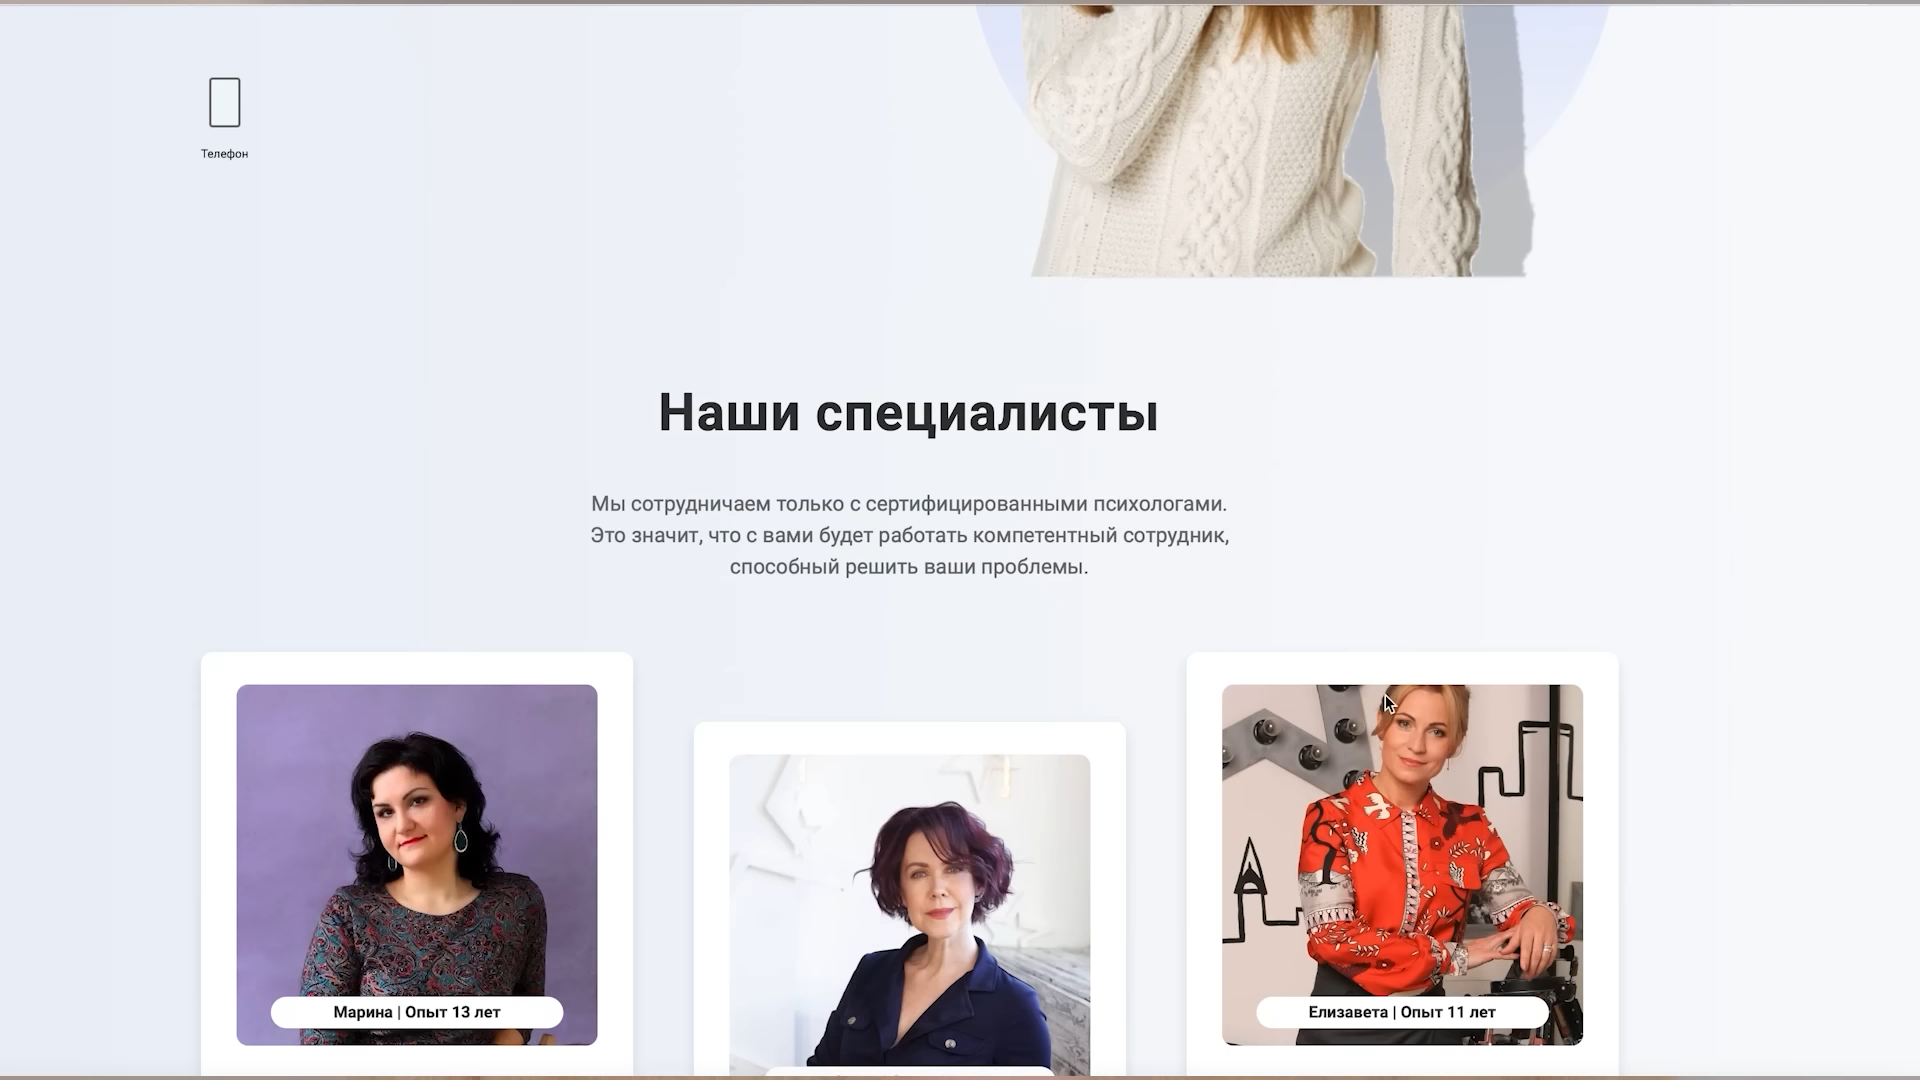 Телефон
Наши специалисты
Мы сотрудничаем только с сертифицированными психологами.
Это значит, что с вами будет работать компетентный сотрудник,
способный решить ваши проблемы.
Марина | Опыт 13 лет
Елизавета | Опыт 11 лет